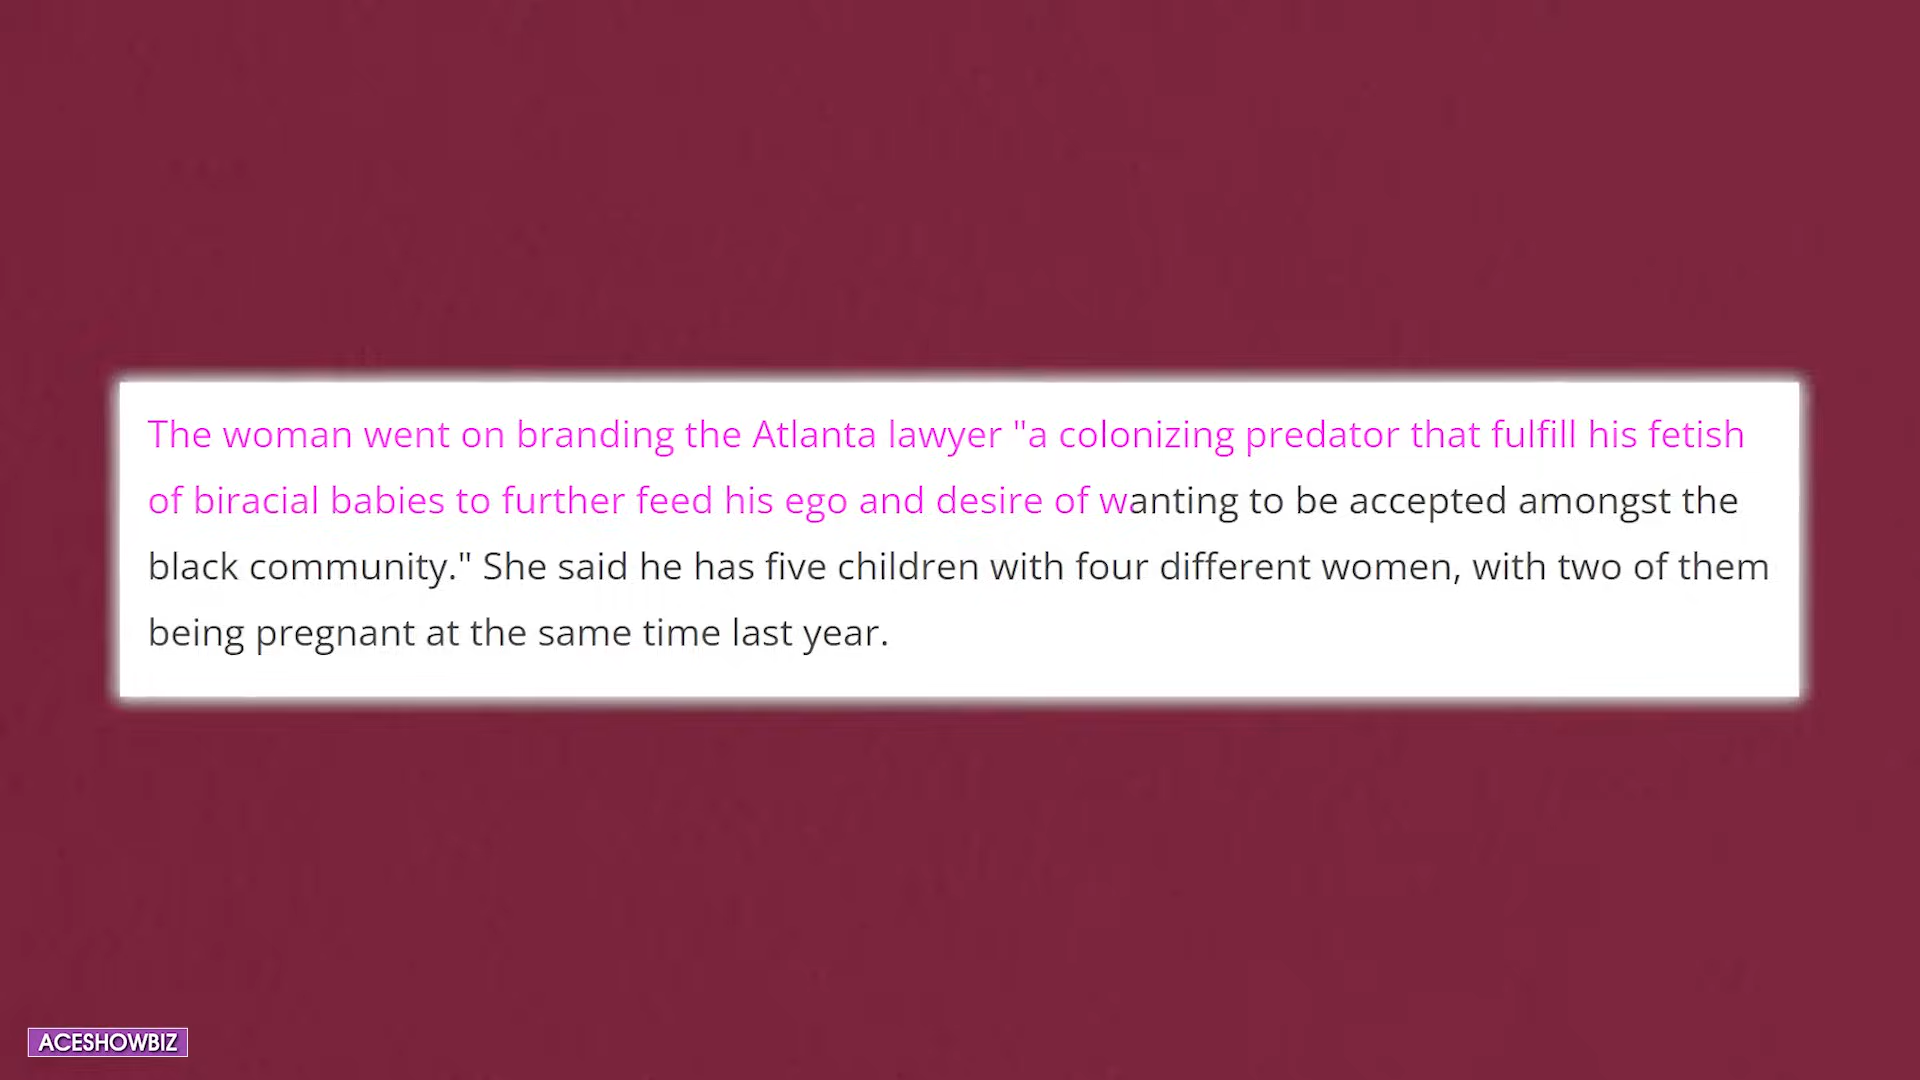 The woman went on branding the Atlanta lawyer "a colonizing predator that fulfill his fetish
of biracial babies to further feed his ego and desire of wanting to be accepted amongst the
black community." She said he has five children with four different women, with two of them
being pregnant at the same time last year.
ACESHOWBIZ